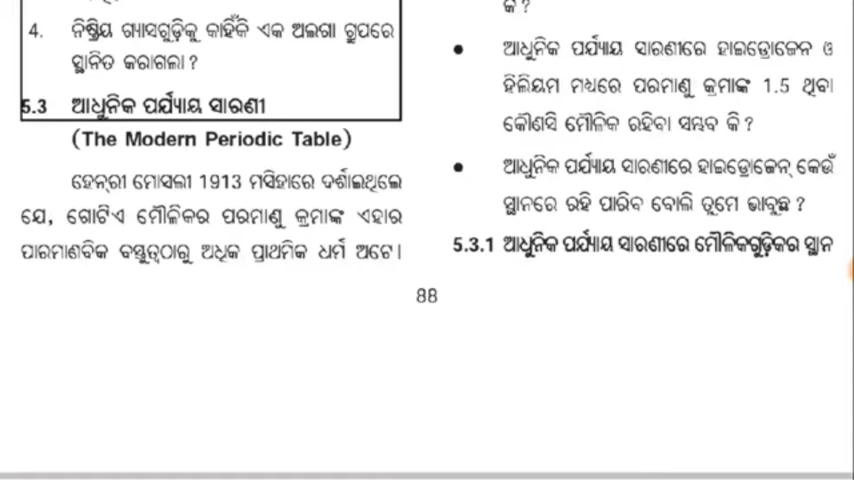 4. ନିଷ୍କ୍ରିୟ ଗ୍ୟାସଗୁଡ଼ିକୁ କାହିଁକି ଏକ ଅଲଗା ଗ୍ରୁପରେ
ସ୍ଥାନିତ କରାଗଲା ?
5.3 ଆଧୁନିକ ପର୍ଯ୍ୟାୟ ସାରଣୀ
(The Modern Periodic Table)
ହେନ୍‌ରୀ ମୋସଲୀ 1913 ମସିହାରେ ଦର୍ଶାଇଥିଲେ
ଯେ, ଗୋଟିଏ ମୌଳିକର ପରମାଣୁ କ୍ରମାଙ୍କ ଏହାର
ପାରମାଣବିକ ବସ୍ତୁତ୍ୱଠାରୁ ଅଧିକ ପ୍ରାଥମିକ ଧର୍ମ ଅଟେ।
କି ?
• ଆଧୁନିକ ପର୍ଯ୍ୟାୟ ସାରଣୀରେ ହାଇଡ୍ରୋଜେନ ଓ
ହିଲିୟମ ମଧ୍ୟରେ ପରମାଣୁ କ୍ରମାଙ୍କ 1.5 ଥିବା
କୌଣସି ମୌଳିକ ରହିବା ସମ୍ଭବ କି ?
• ଆଧୁନିକ ପର୍ଯ୍ୟାୟ ସାରଣୀରେ ହାଇଡ୍ରୋଜେନ୍ କେଉଁ
ସ୍ଥାନରେ ରହି ପାରିବ ବୋଲି ତୁମେ ଭାବୁଛ ?
5.3.1 ଆଧୁନିକ ପର୍ଯ୍ୟାୟ ସାରଣୀରେ ମୌଳିକଗୁଡ଼ିକର ସ୍ଥାନ
88